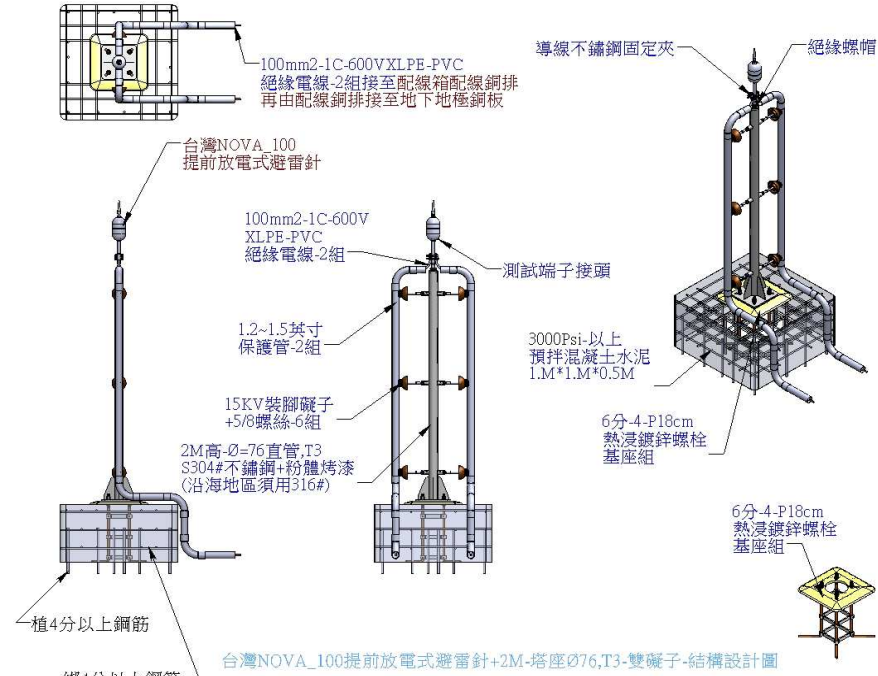 100mm2-1C-600VXLPE-PVC
絕緣電線-2組接至配線箱配線銅排
再由配線銅排接至地下地極銅板
導線不鏽鋼固定夾
絕緣螺帽
台灣NOVA_100
提前放電式避雷針
100mm2-1C-600V
XLPE-PVC
絕緣電線-2組
測試端子接頭
1.2~1.5英寸
保護管-2組
3000Psi-以上
預拌混凝土水泥
1.M*1.M*0.5M
15KV裝腳礙子
+5/8螺絲-6組
6分-4-P18cm
熱浸鍍鋅螺栓
基座組
2M高-Ø=76直管,T3
S304#不鏽鋼+粉體烤漆
(沿海地區須用316#)
6分-4-P18cm
熱浸鍍鋅螺栓
基座組
植4分以上鋼筋
台灣NOVA_100提前放電式避雷針+2M-塔座Ø76,T3-雙礙子-結構設計圖